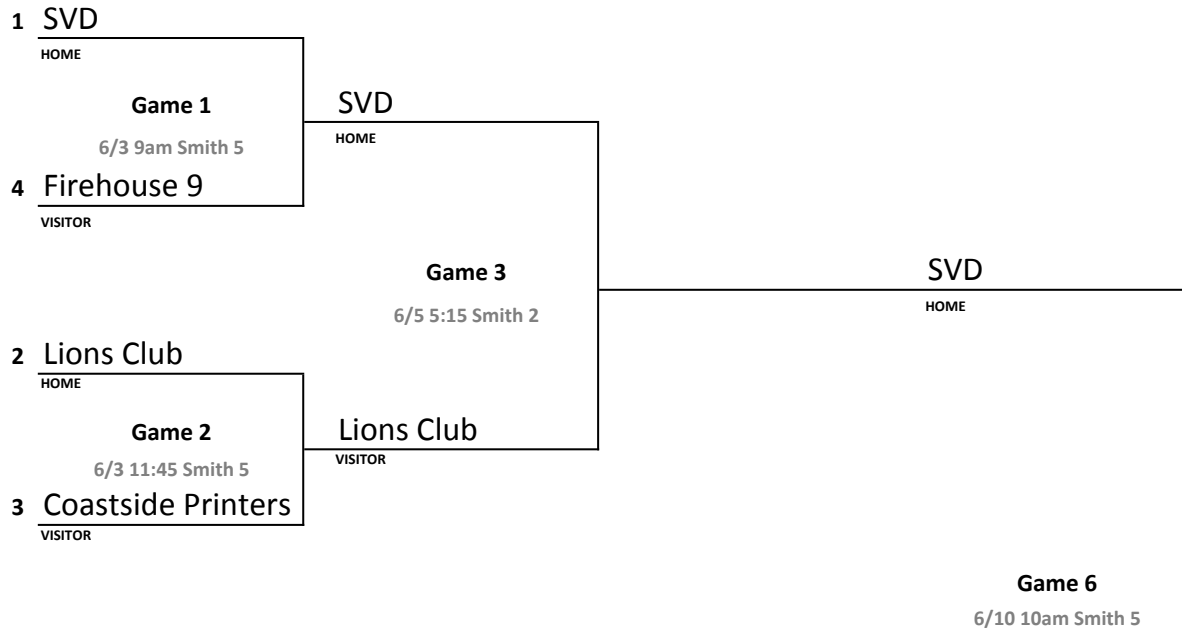 1 SVD
HOME
Game 1
6/3 9am Smith 5
4 Firehouse 9
VISITOR
SVD
HOME
Game 3
6/5 5:15 Smith 2
SVD
HOME
2 Lions Club
HOME
Game 2
6/3 11:45 Smith 5
3 Coastside Printers
VISITOR
Lions Club
VISITOR
Game 6
6/10 10am Smith 5